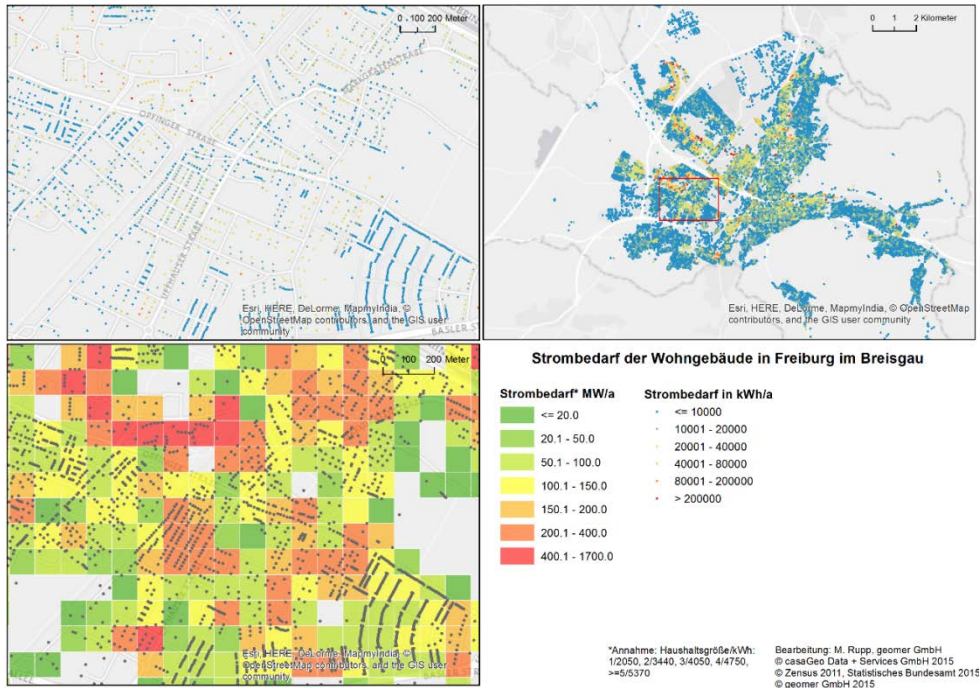 0 100 200 Meter
OPFINGER STRAßE
UFFHAUSER STRAßE
BASLER
Esri, HERE, DeLorme, MapmyIndia, ©
OpenStreetMap contributors, and the GIS user
community
0 1 2 Kilometer
Esri, HERE, DeLorme, MapmyIndia, © OpenStreetMap
contributors, and the GIS user community
0 100 200 Meter
Esri, HERE, DeLorme, MapmyIndia, ©
OpenStreetMap contributors, and the GIS user
community
Strombedarf der Wohngebäude in Freiburg im Breisgau
Strombedarf* MW/a
<= 20.0
20.1 - 50.0
50.1 - 100.0
100.1 - 150.0
150.1 - 200.0
200.1 - 400.0
400.1 - 1700.0
Strombedarf in kWh/a
<= 10000
10001 - 20000
20001 - 40000
40001 - 80000
80001 - 200000
> 200000
*Annahme: Haushaltsgröße/kWh:
1/2050, 2/3440, 3/4050, 4/4750,
>=5/5370
Bearbeitung: M. Rupp, geomer GmbH
© casaGeo Data + Services GmbH 2015
© Zensus 2011, Statistisches Bundesamt 2015
© geomer GmbH 2015